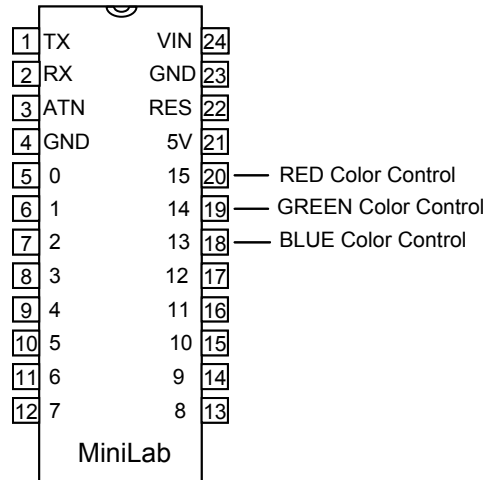 1 TX VIN 24
2 RX GND 23
3 ATN RES 22
4 GND 5V 21
5 0 15 20 RED Color Control
6 1 14 19 GREEN Color Control
7 2 13 18 BLUE Color Control
8 3 12 17
9 4 11 16
10 5 10 15
11 6 9 14
12 7 8 13
MiniLab